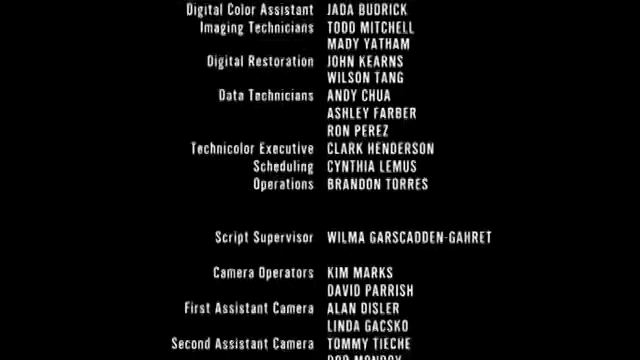 Digital Color Assistant JADA BUDRICK
Imaging Technicians TODD MITCHELL
MADY YATHAM
Digital Restoration JOHN KEARNS
WILSON TANG
Data Technicians ANDY CHUA
ASHLEY FARBER
RON PEREZ
Technicolor Executive CLARK HENDERSON
Scheduling CYNTHIA LEMUS
Operations BRANDON TORRES
Script Supervisor WILMA GARSCADDEN-GAHRET
Camera Operators KIM MARKS
DAVID PARRISH
First Assistant Camera ALAN DISLER
LINDA GACSKO
Second Assistant Camera TOMMY TIECHE